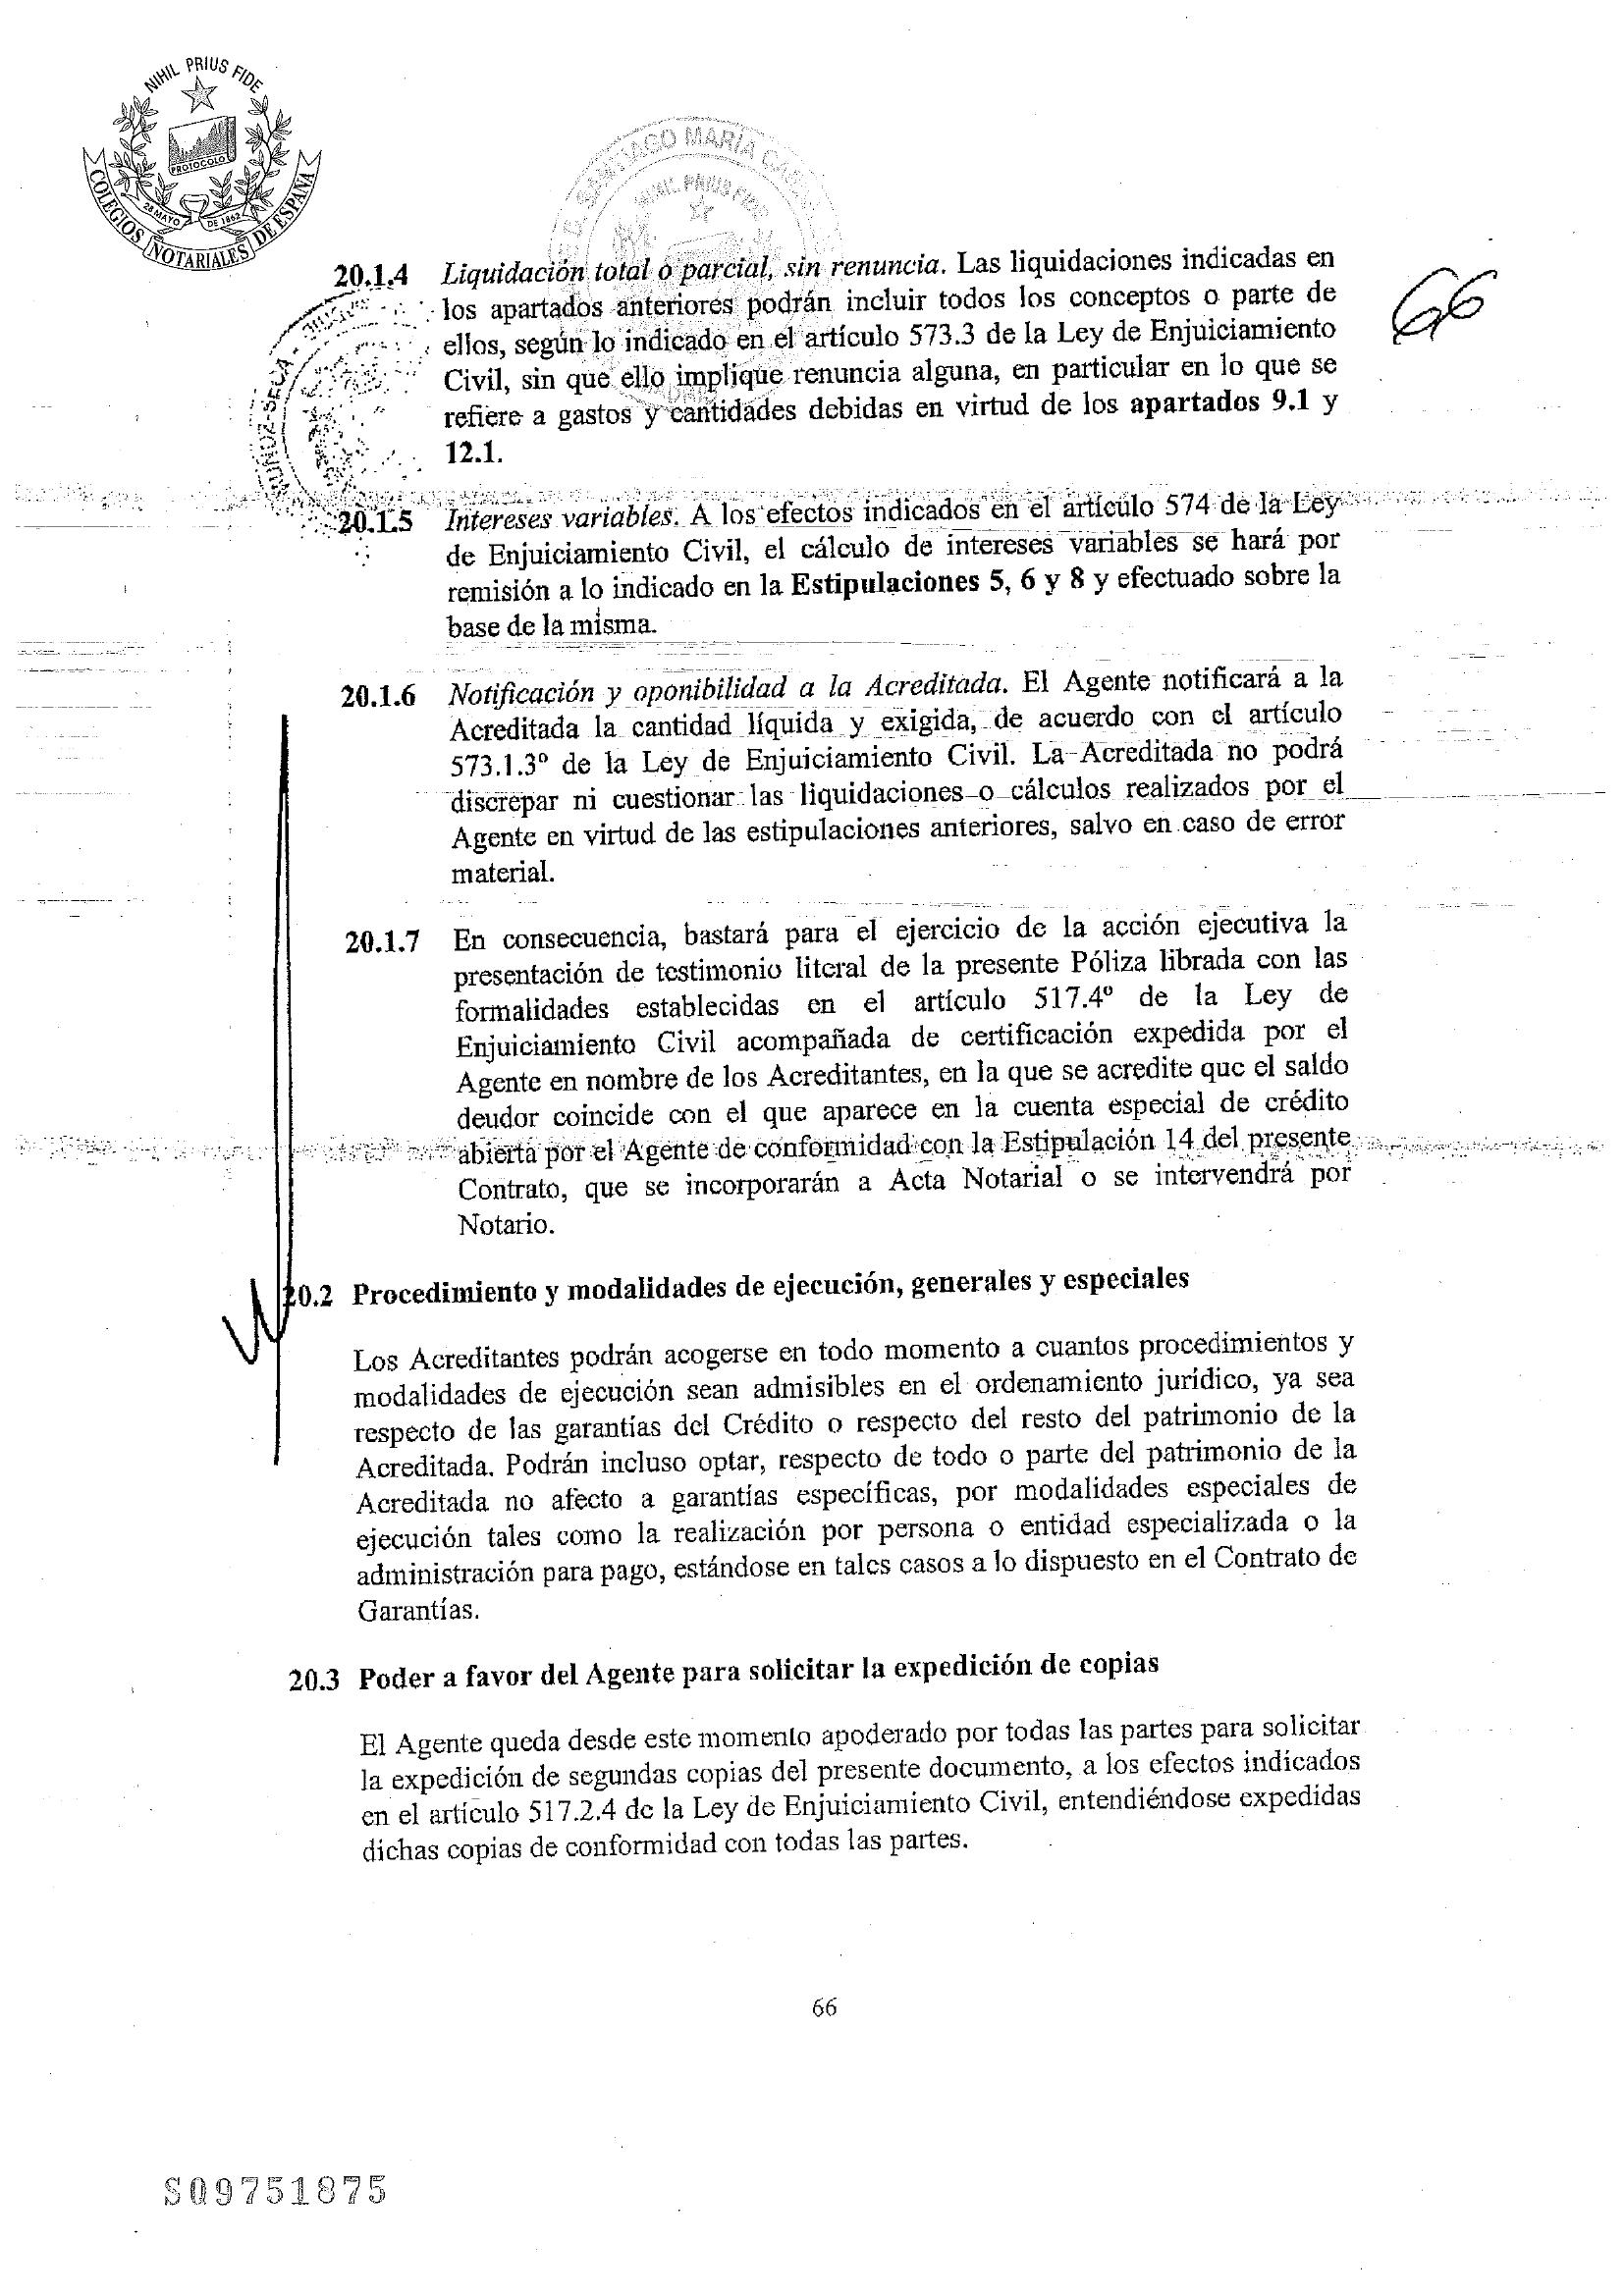 NIHIL PRIUS FIDE
PROTOCOLO
28 MAYO DE 1862
COLEGIOS NOTARIALES DE ESPAÑA
SANTIAGO MARÍA
NIHIL PRIUS FIDE
66
20.1.4 Liquidación total o parcial, sin renuncia. Las liquidaciones indicadas en
los apartados anteriores podrán incluir todos los conceptos o parte de
ellos, según lo indicado en el artículo 573.3 de la Ley de Enjuiciamiento
Civil, sin que ello implique renuncia alguna, en particular en lo que se
refiere a gastos y cantidades debidas en virtud de los apartados 9.1 y
12.1.
MUÑOZ-SECA
20.1.5 Intereses variables. A los efectos indicados en el artículo 574 de la Ley
de Enjuiciamiento Civil, el cálculo de intereses variables se hará por
remisión a lo indicado en la Estipulaciones 5, 6 y 8 y efectuado sobre la
base de la misma.
20.1.6 Notificación y oponibilidad a la Acreditada. El Agente notificará a la
Acreditada la cantidad líquida y exigida, de acuerdo con el artículo
573.1.3º de la Ley de Enjuiciamiento Civil. La Acreditada no podrá
discrepar ni cuestionar las liquidaciones o cálculos realizados por el
Agente en virtud de las estipulaciones anteriores, salvo en caso de error
material.
20.1.7 En consecuencia, bastará para el ejercicio de la acción ejecutiva la
presentación de testimonio literal de la presente Póliza librada con las
formalidades establecidas en el artículo 517.4º de la Ley de
Enjuiciamiento Civil acompañada de certificación expedida por el
Agente en nombre de los Acreditantes, en la que se acredite que el saldo
deudor coincide con el que aparece en la cuenta especial de crédito
abierta por el Agente de conformidad con la Estipulación 14 del presente
Contrato, que se incorporarán a Acta Notarial o se intervendrá por
Notario.
20.2 Procedimiento y modalidades de ejecución, generales y especiales
Los Acreditantes podrán acogerse en todo momento a cuantos procedimientos y
modalidades de ejecución sean admisibles en el ordenamiento jurídico, ya sea
respecto de las garantías del Crédito o respecto del resto del patrimonio de la
Acreditada. Podrán incluso optar, respecto de todo o parte del patrimonio de la
Acreditada no afecto a garantías específicas, por modalidades especiales de
ejecución tales como la realización por persona o entidad especializada o la
administración para pago, estándose en tales casos a lo dispuesto en el Contrato de
Garantías.
20.3 Poder a favor del Agente para solicitar la expedición de copias
El Agente queda desde este momento apoderado por todas las partes para solicitar
la expedición de segundas copias del presente documento, a los efectos indicados
en el artículo 517.2.4 de la Ley de Enjuiciamiento Civil, entendiéndose expedidas
dichas copias de conformidad con todas las partes.
66
SQ9751875